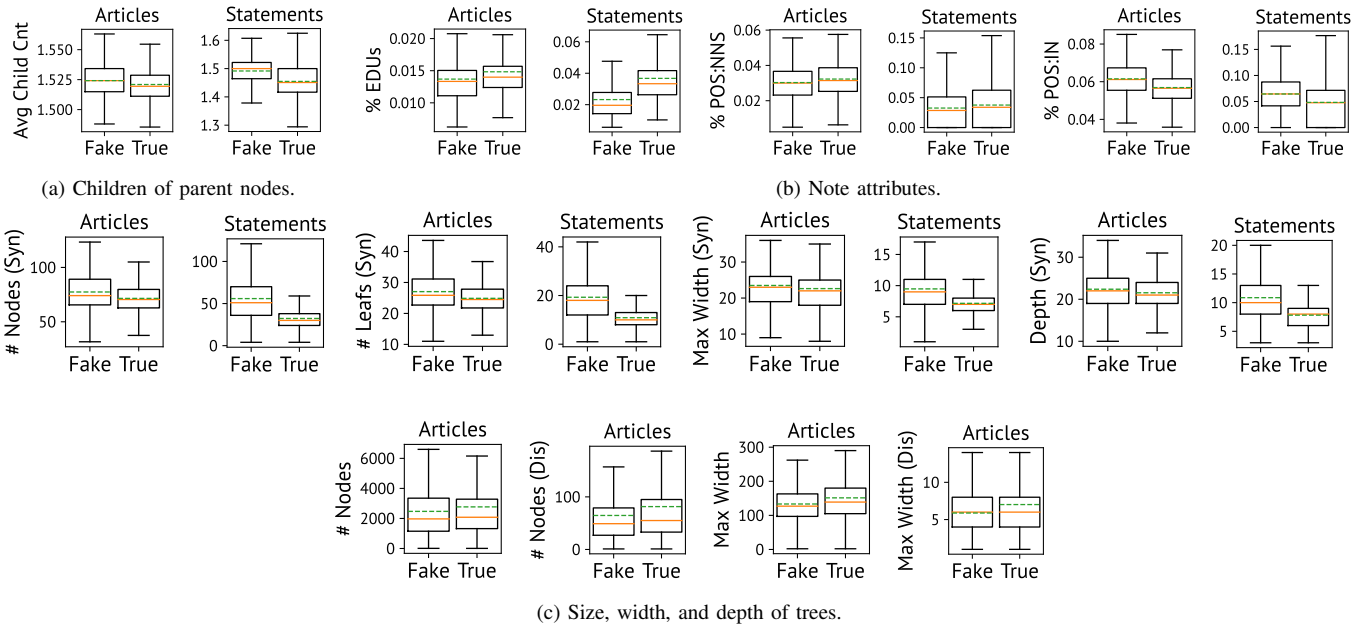 Articles
Statements
Avg Child Cnt
1.550
1.525
1.500
1.6
1.5
1.4
1.3
Fake True
Fake True
(a) Children of parent nodes.
Articles
Statements
% EDUs
0.020
0.015
0.010
0.06
0.04
0.02
Fake True
Fake True
Articles
Statements
% POS:NNS
0.06
0.04
0.02
0.15
0.10
0.05
0.00
Fake True
Fake True
Articles
Statements
% POS:IN
0.08
0.06
0.04
0.15
0.10
0.05
0.00
Fake True
Fake True
(b) Note attributes.
Articles
Statements
# Nodes (Syn)
100
50
100
50
0
Fake True
Fake True
Articles
Statements
# Leafs (Syn)
40
30
20
10
40
20
0
Fake True
Fake True
Articles
Statements
Max Width (Syn)
30
20
10
15
10
5
Fake True
Fake True
Articles
Statements
Depth (Syn)
30
20
10
20
15
10
5
Fake True
Fake True
Articles
# Nodes
6000
4000
2000
0
Fake True
Articles
# Nodes (Dis)
100
0
Fake True
Articles
Max Width
300
200
100
0
Fake True
Articles
Max Width (Dis)
10
5
Fake True
(c) Size, width, and depth of trees.